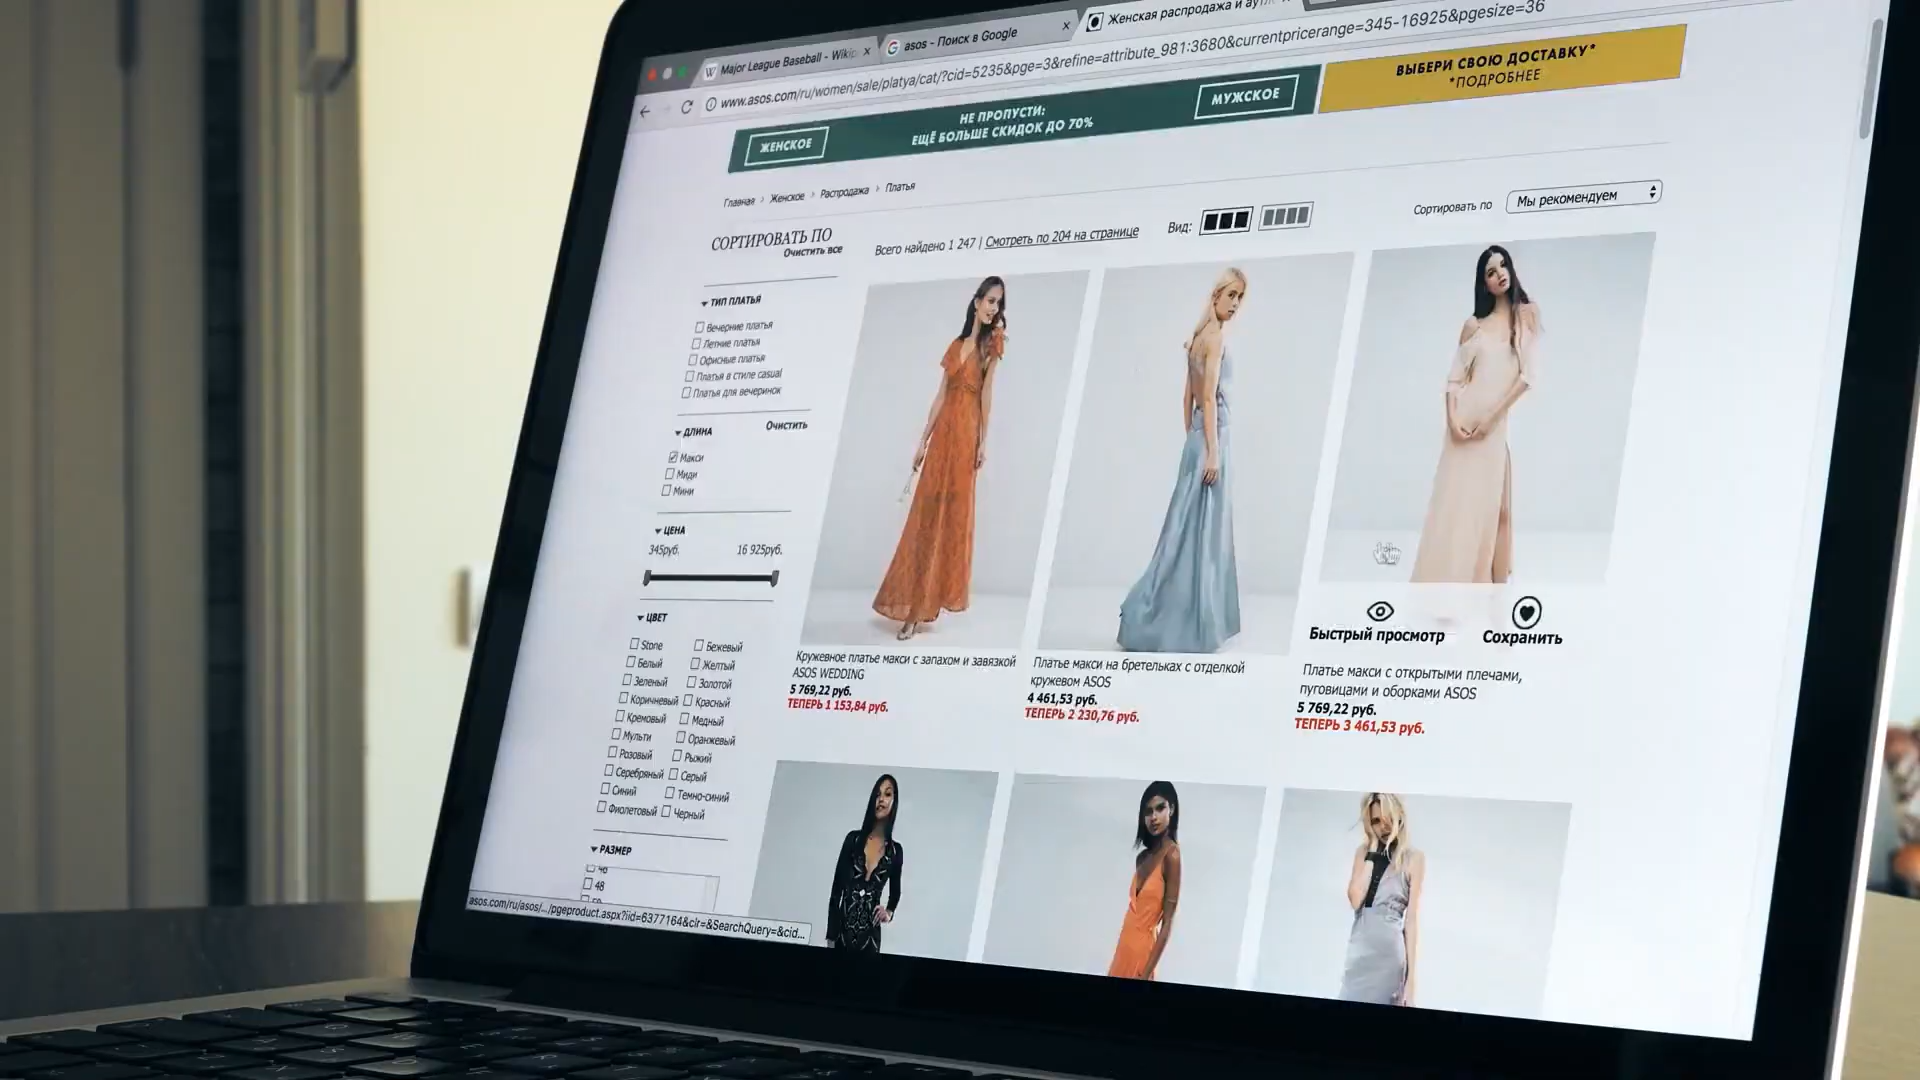 Major League Baseball - Wikip
asos - Поиск в Google
Женская распродажа и аутл
www.asos.com/ru/women/sale/platya/cat/?cid=5235&pge=3&refine=attribute_981:3680&currentpricerange=345-16925&pgesize=36
ЖЕНСКОЕ
НЕ ПРОПУСТИ:
ЕЩЁ БОЛЬШЕ СКИДОК ДО 70%
МУЖСКОЕ
ВЫБЕРИ СВОЮ ДОСТАВКУ*
*ПОДРОБНЕЕ
Главная › Женское › Распродажа › Платья
СОРТИРОВАТЬ ПО
Очистить все
Всего найдено 1 247 | Смотреть по 204 на странице
Вид:
Сортировать по
Мы рекомендуем
ТИП ПЛАТЬЯ
Вечерние платья
Летние платья
Офисные платья
Платья в стиле casual
Платья для вечеринок
ДЛИНА
Очистить
Макси
Миди
Мини
ЦЕНА
345руб. 16 925руб.
ЦВЕТ
Stone Бежевый
Белый Желтый
Зеленый Золотой
Коричневый Красный
Кремовый Медный
Мульти Оранжевый
Розовый Рыжий
Серебряный Серый
Синий Темно-синий
Фиолетовый Черный
РАЗМЕР
48
Кружевное платье макси с запахом и завязкой
ASOS WEDDING
5 769,22 руб.
ТЕПЕРЬ 1 153,84 руб.
Платье макси на бретельках с отделкой
кружевом ASOS
4 461,53 руб.
ТЕПЕРЬ 2 230,76 руб.
Быстрый просмотр
Сохранить
Платье макси с открытыми плечами,
пуговицами и оборками ASOS
5 769,22 руб.
ТЕПЕРЬ 3 461,53 руб.
asos.com/ru/asos/.../pgeproduct.aspx?iid=6377164&clr=&SearchQuery=&cid...